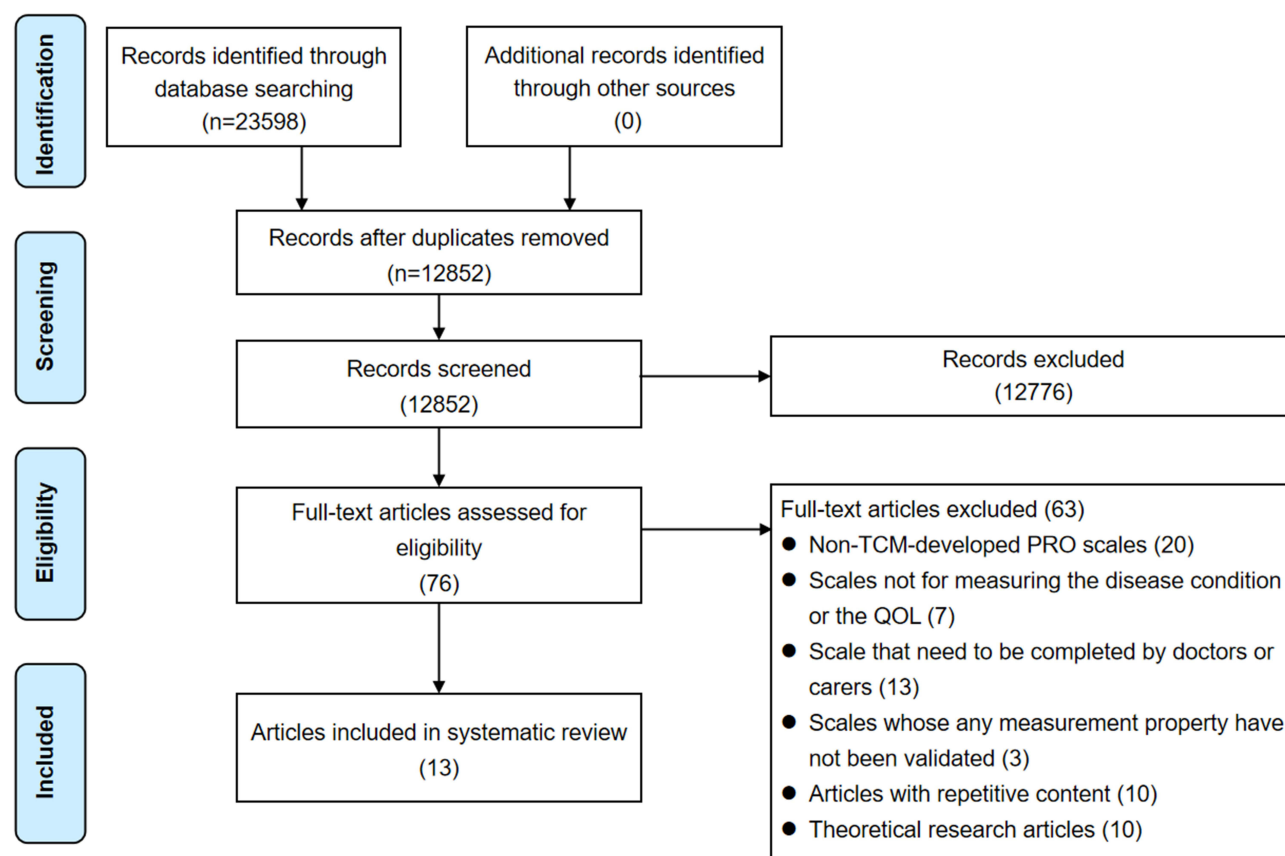 Identification
Records identified through
database searching
(n=23598)
Additional records identified
through other sources
(0)
Screening
Records after duplicates removed
(n=12852)
Records screened
(12852)
Records excluded
(12776)
Eligibility
Full-text articles assessed for
eligibility
(76)
Full-text articles excluded (63)
● Non-TCM-developed PRO scales (20)
● Scales not for measuring the disease condition
or the QOL (7)
● Scale that need to be completed by doctors or
carers (13)
● Scales whose any measurement property have
not been validated (3)
● Articles with repetitive content (10)
● Theoretical research articles (10)
Included
Articles included in systematic review
(13)